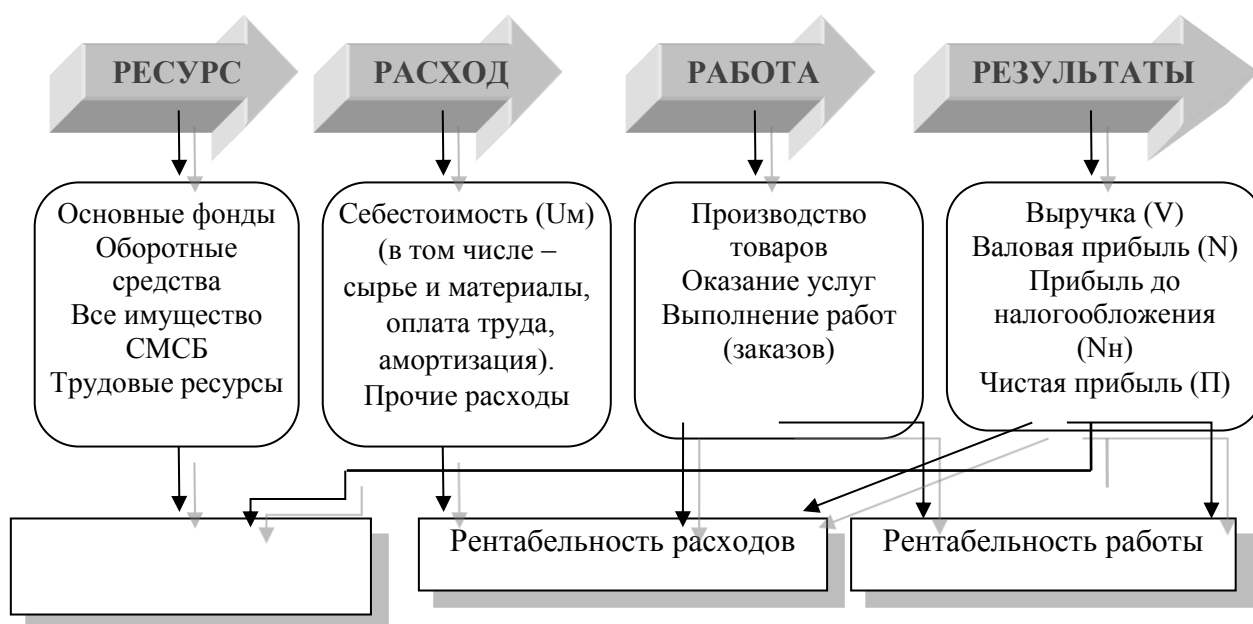 РЕСУРС
РАСХОД
РАБОТА
РЕЗУЛЬТАТЫ
Основные фонды
Оборотные
средства
Все имущество
СМСБ
Трудовые ресурсы
Себестоимость (Uм)
(в том числе –
сырье и материалы,
оплата труда,
амортизация).
Прочие расходы
Производство
товаров
Оказание услуг
Выполнение работ
(заказов)
Выручка (V)
Валовая прибыль (N)
Прибыль до
налогообложения
(Nн)
Чистая прибыль (П)
Рентабельность расходов
Рентабельность работы